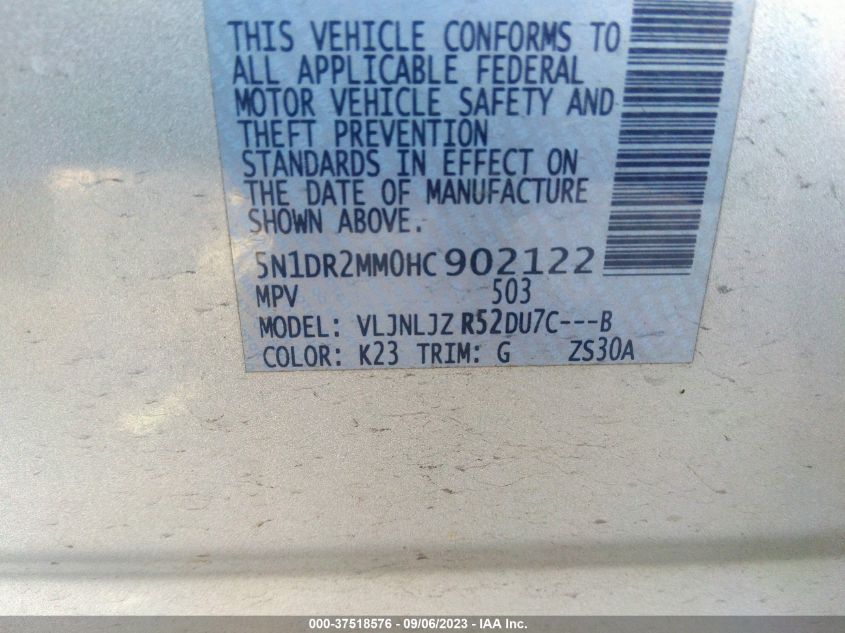 THIS VEHICLE CONFORMS TO
ALL APPLICABLE FEDERAL
MOTOR VEHICLE SAFETY AND
THEFT PREVENTION
STANDARDS IN EFFECT ON
THE DATE OF MANUFACTURE
SHOWN ABOVE.
5N1DR2MM0HC902122
MPV 503
MODEL: VLJNLJZ R52DU7C---B
COLOR: K23 TRIM: G ZS30A
000-37518576 - 09/06/2023 - IAA Inc.